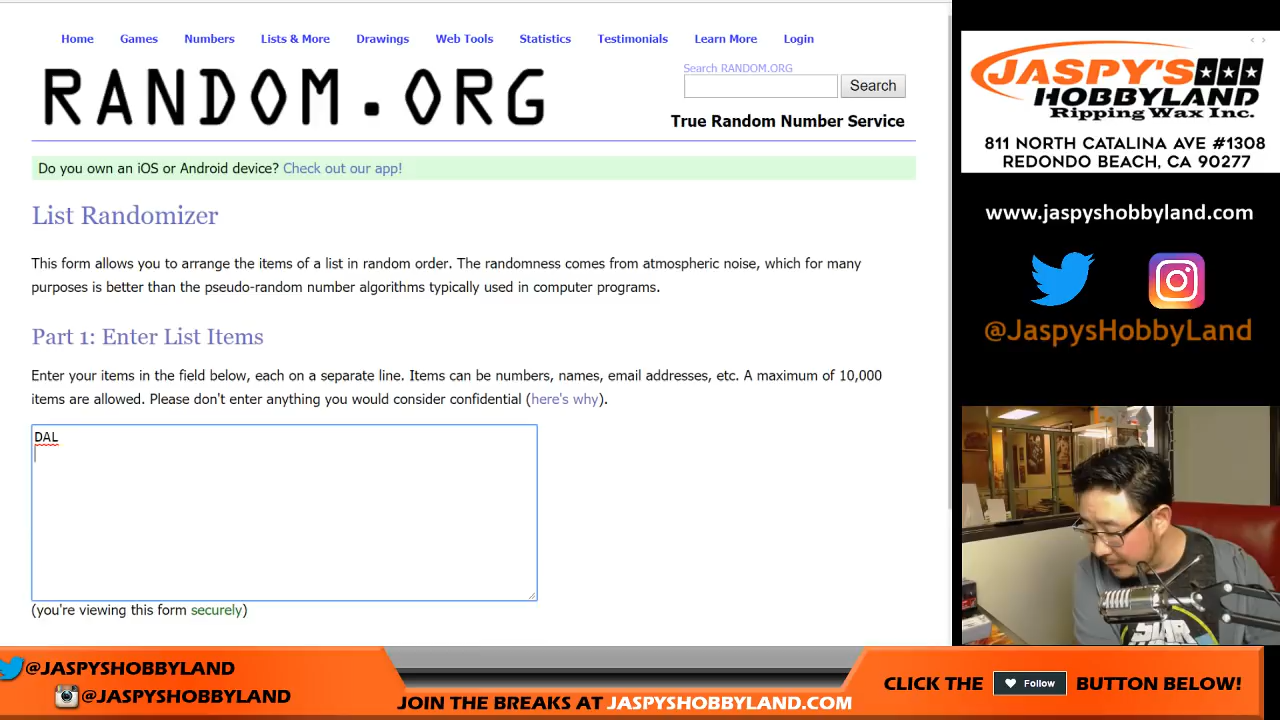 Home Games Numbers Lists & More Drawings Web Tools Statistics Testimonials Learn More Login
RANDOM.ORG
Search RANDOM.ORG
Search
True Random Number Service
Do you own an iOS or Android device? Check out our app!
List Randomizer
This form allows you to arrange the items of a list in random order. The randomness comes from atmospheric noise, which for many
purposes is better than the pseudo-random number algorithms typically used in computer programs.
Part 1: Enter List Items
Enter your items in the field below, each on a separate line. Items can be numbers, names, email addresses, etc. A maximum of 10,000
items are allowed. Please don't enter anything you would consider confidential (here's why).
DAL
(you're viewing this form securely)
JASPY'S
HOBBYLAND
Ripping Wax Inc.
811 NORTH CATALINA AVE #1308
REDONDO BEACH, CA 90277
www.jaspyshobbyland.com
@JaspysHobbyLand
@JASPYSHOBBYLAND
@JASPYSHOBBYLAND
JOIN THE BREAKS AT JASPYSHOBBYLAND.COM
CLICK THE Follow BUTTON BELOW!